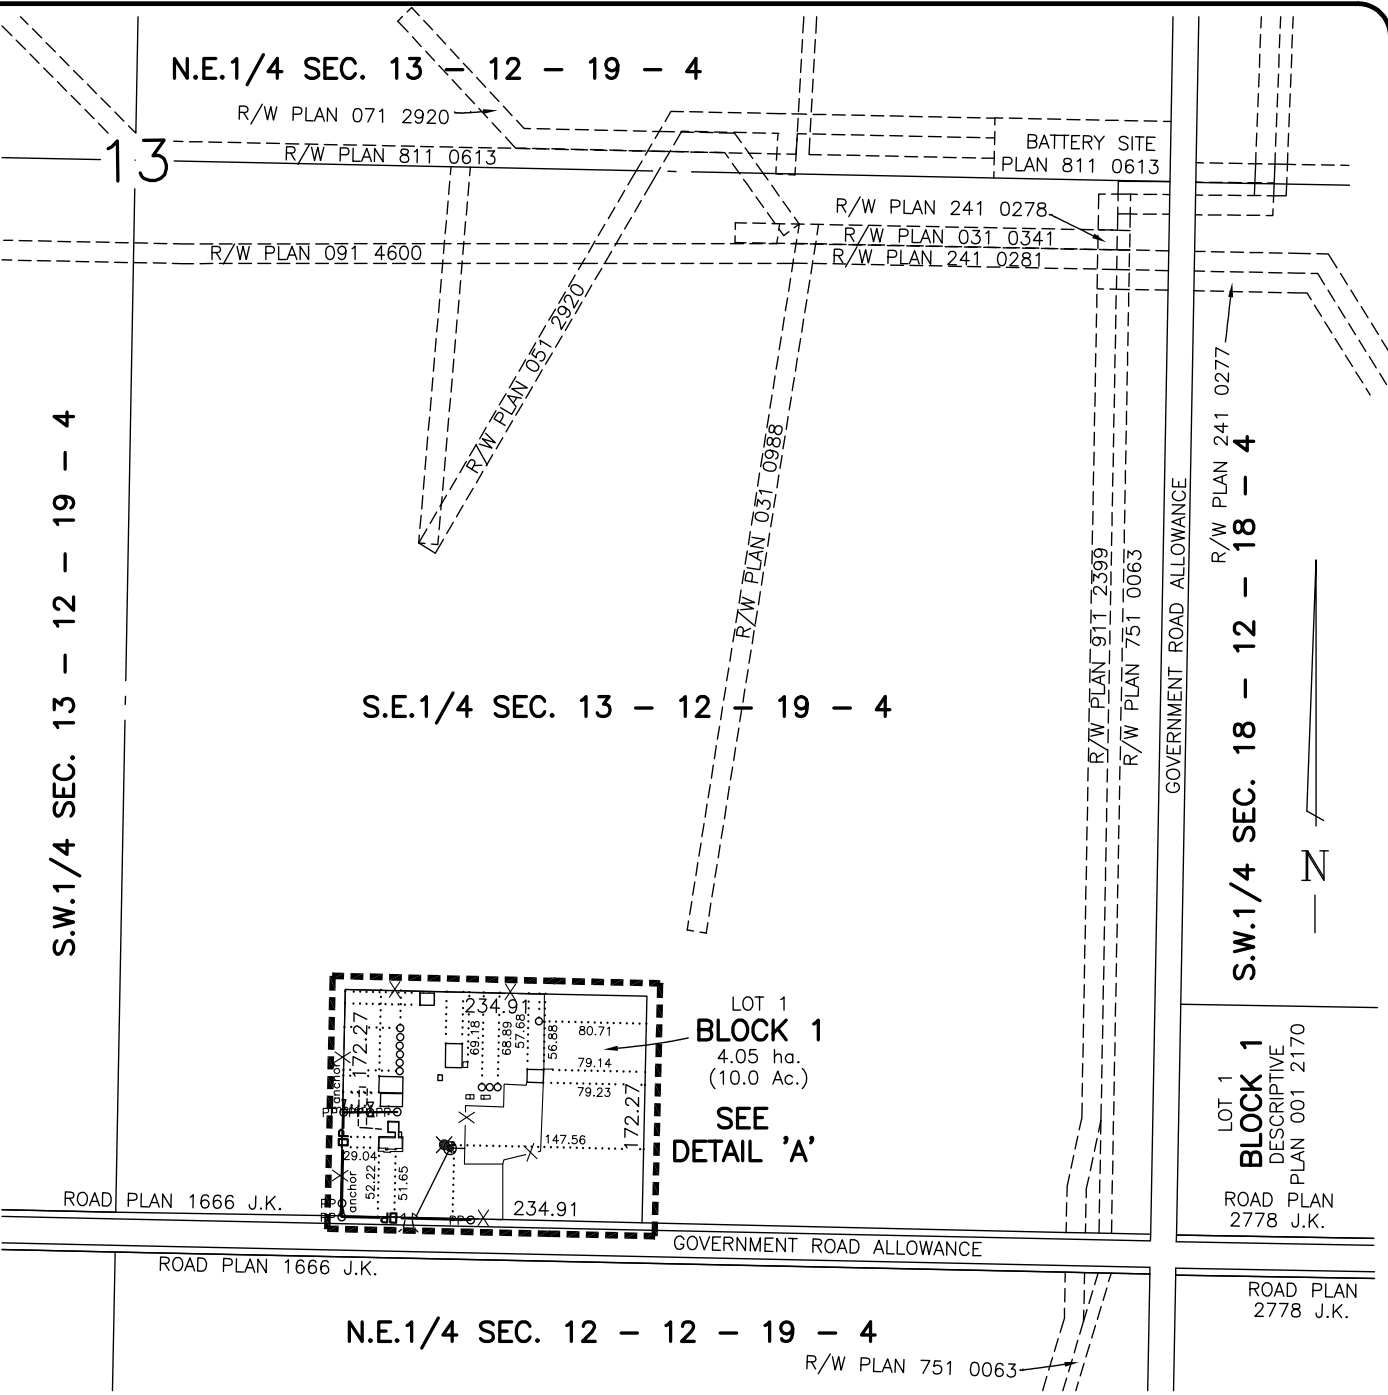 N.E.1/4 SEC. 13 - 12 - 19 - 4
R/W PLAN 071 2920
13
R/W PLAN 811 0613
BATTERY SITE
PLAN 811 0613
R/W PLAN 241 0278
R/W PLAN 031 0341
R/W PLAN 091 4600
R/W PLAN 241 0281
R/W PLAN 051 2920
R/W PLAN 241 0277
S.W.1/4 SEC. 13 - 12 - 19 - 4
R/W PLAN 031 0988
R/W PLAN 911 2399
R/W PLAN 751 0063
GOVERNMENT ROAD ALLOWANCE
S.W.1/4 SEC. 18 - 12 - 18 - 4
S.E.1/4 SEC. 13 - 12 - 19 - 4
N
234.91
172.27
69.18
68.89
57.68
56.88
80.71
79.14
79.23
172.27
147.56
anchor
29.04
52.22
51.65
anchor
234.91
LOT 1
BLOCK 1
4.05 ha.
(10.0 Ac.)
SEE
DETAIL 'A'
LOT 1
BLOCK 1
DESCRIPTIVE
PLAN 001 2170
ROAD PLAN
2778 J.K.
ROAD PLAN 1666 J.K.
GOVERNMENT ROAD ALLOWANCE
ROAD PLAN 1666 J.K.
ROAD PLAN
2778 J.K.
N.E.1/4 SEC. 12 - 12 - 19 - 4
R/W PLAN 751 0063